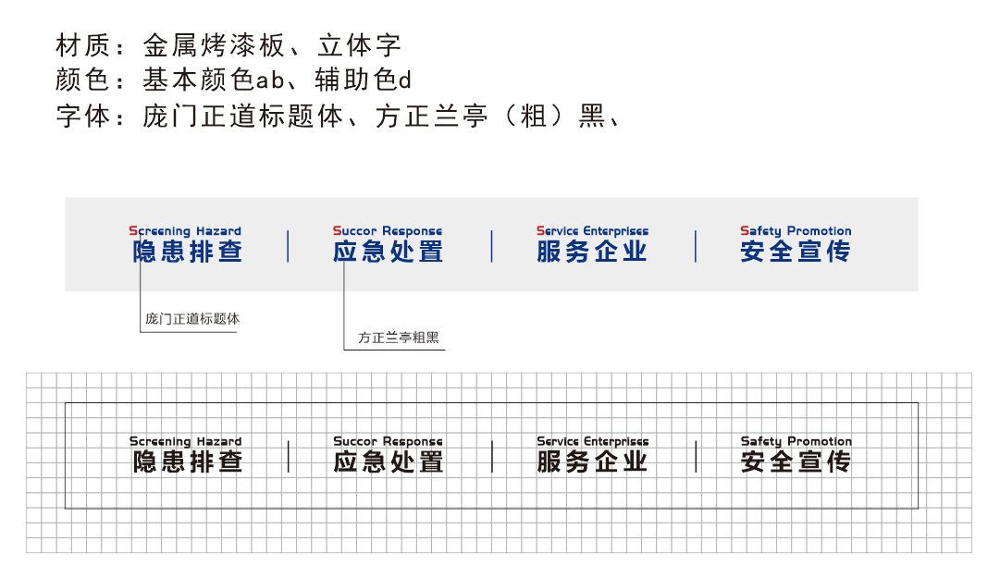 材质：金属烤漆板、立体字
颜色：基本颜色ab、辅助色d
字体：庞门正道标题体、方正兰亭（粗）黑、
Screening Hazard
隐患排查
Succor Response
应急处置
Service Enterprises
服务企业
Safety Promotion
安全宣传
庞门正道标题体
方正兰亭粗黑
Screening Hazard
隐患排查
Succor Response
应急处置
Service Enterprises
服务企业
Safety Promotion
安全宣传